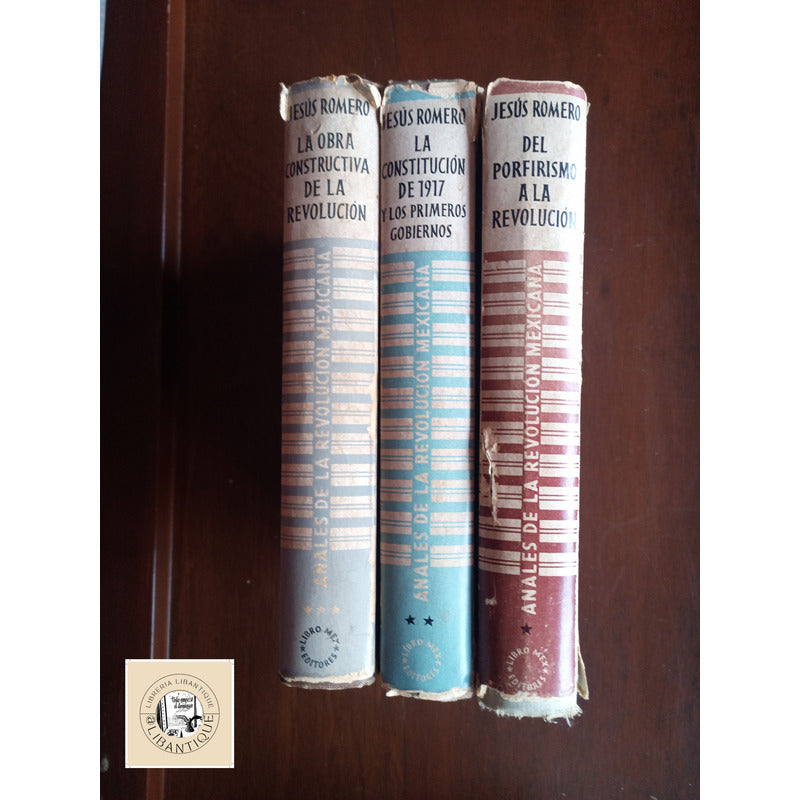 JESÚS ROMERO
LA OBRA
CONSTRUCTIVA
DE LA
REVOLUCIÓN
ANALES DE LA REVOLUCIÓN MEXICANA
★ ★ ★
LIBRO MEX
EDITORES
JESÚS ROMERO
LA
CONSTITUCIÓN
DE 1917
Y LOS PRIMEROS
GOBIERNOS
ANALES DE LA REVOLUCIÓN MEXICANA
★ ★
LIBRO MEX
EDITORES
JESÚS ROMERO
DEL
PORFIRISMO
A LA
REVOLUCIÓN
ANALES DE LA REVOLUCIÓN MEXICANA
★
LIBRO MEX
EDITORES
LIBRERIA LIBANTIQUE
@LIBANTIQUE